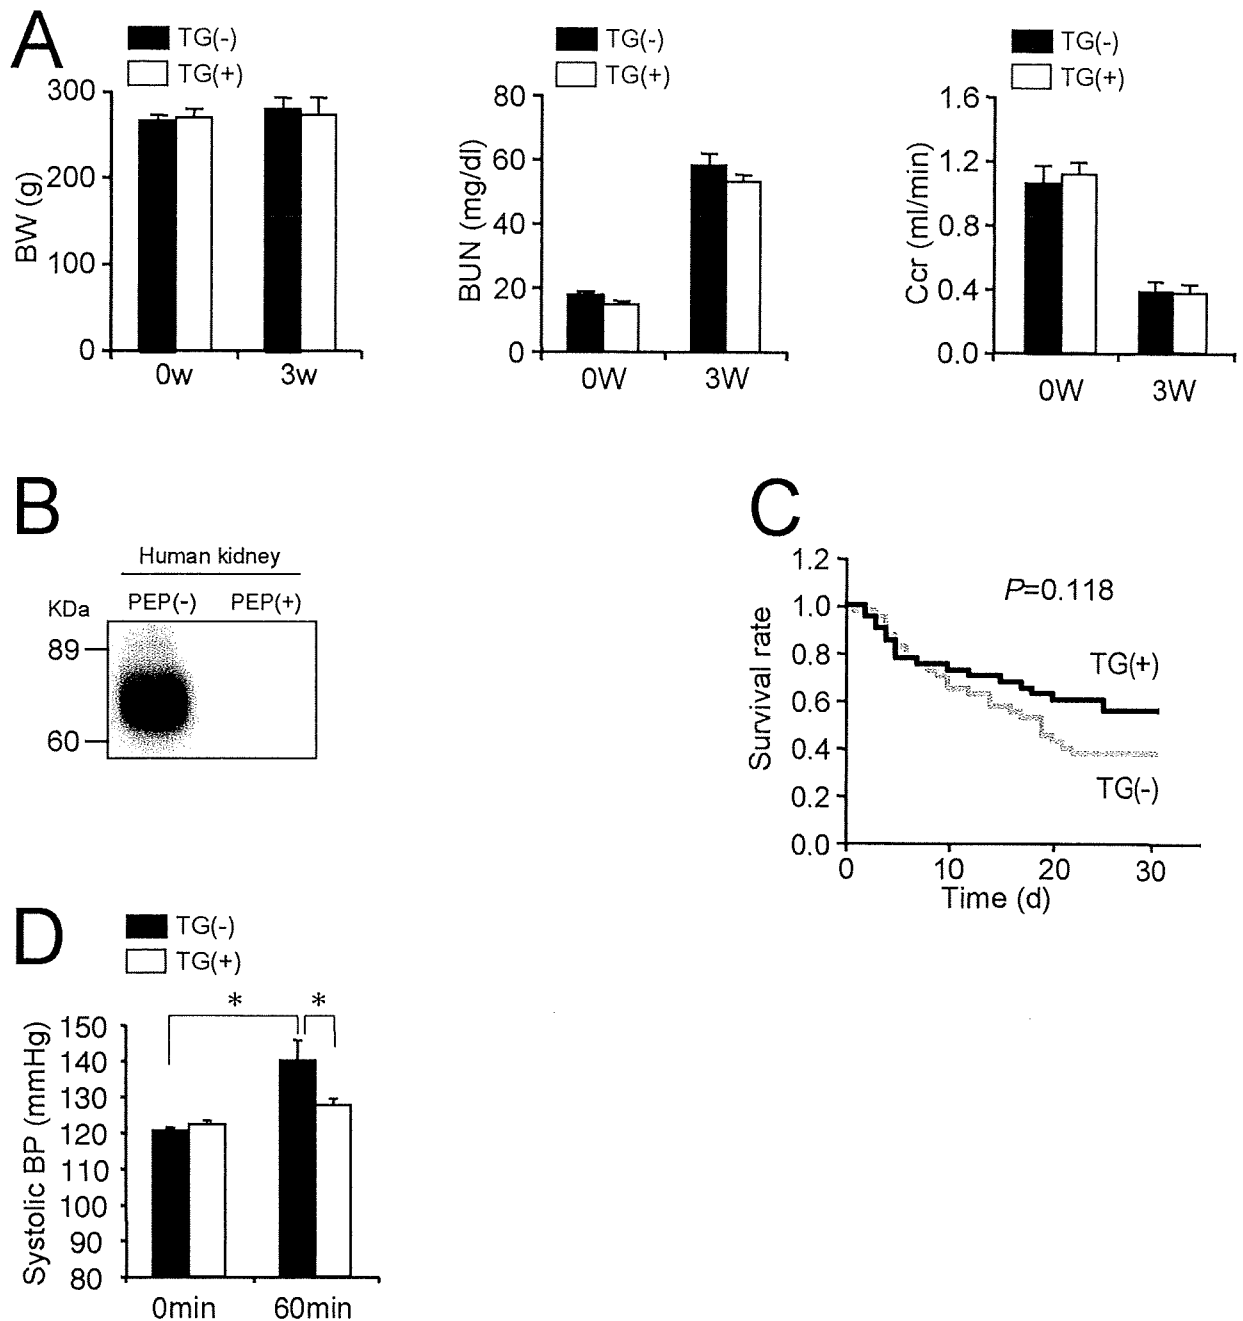 A
TG(-)
TG(+)
BW (g)
300
200
100
0
0w 3w
TG(-)
TG(+)
BUN (mg/dl)
80
60
40
20
0
0W 3W
TG(-)
TG(+)
Ccr (ml/min)
1.6
1.2
0.8
0.4
0.0
0W 3W
B
Human kidney
KDa PEP(-) PEP(+)
89
60
C
Survival rate
1.2
1.0
0.8
0.6
0.4
0.2
0.0
P=0.118
TG(+)
TG(-)
0 10 20 30
Time (d)
D
TG(-)
TG(+)
* *
Systolic BP (mmHg)
150
140
130
120
110
100
90
80
0min 60min